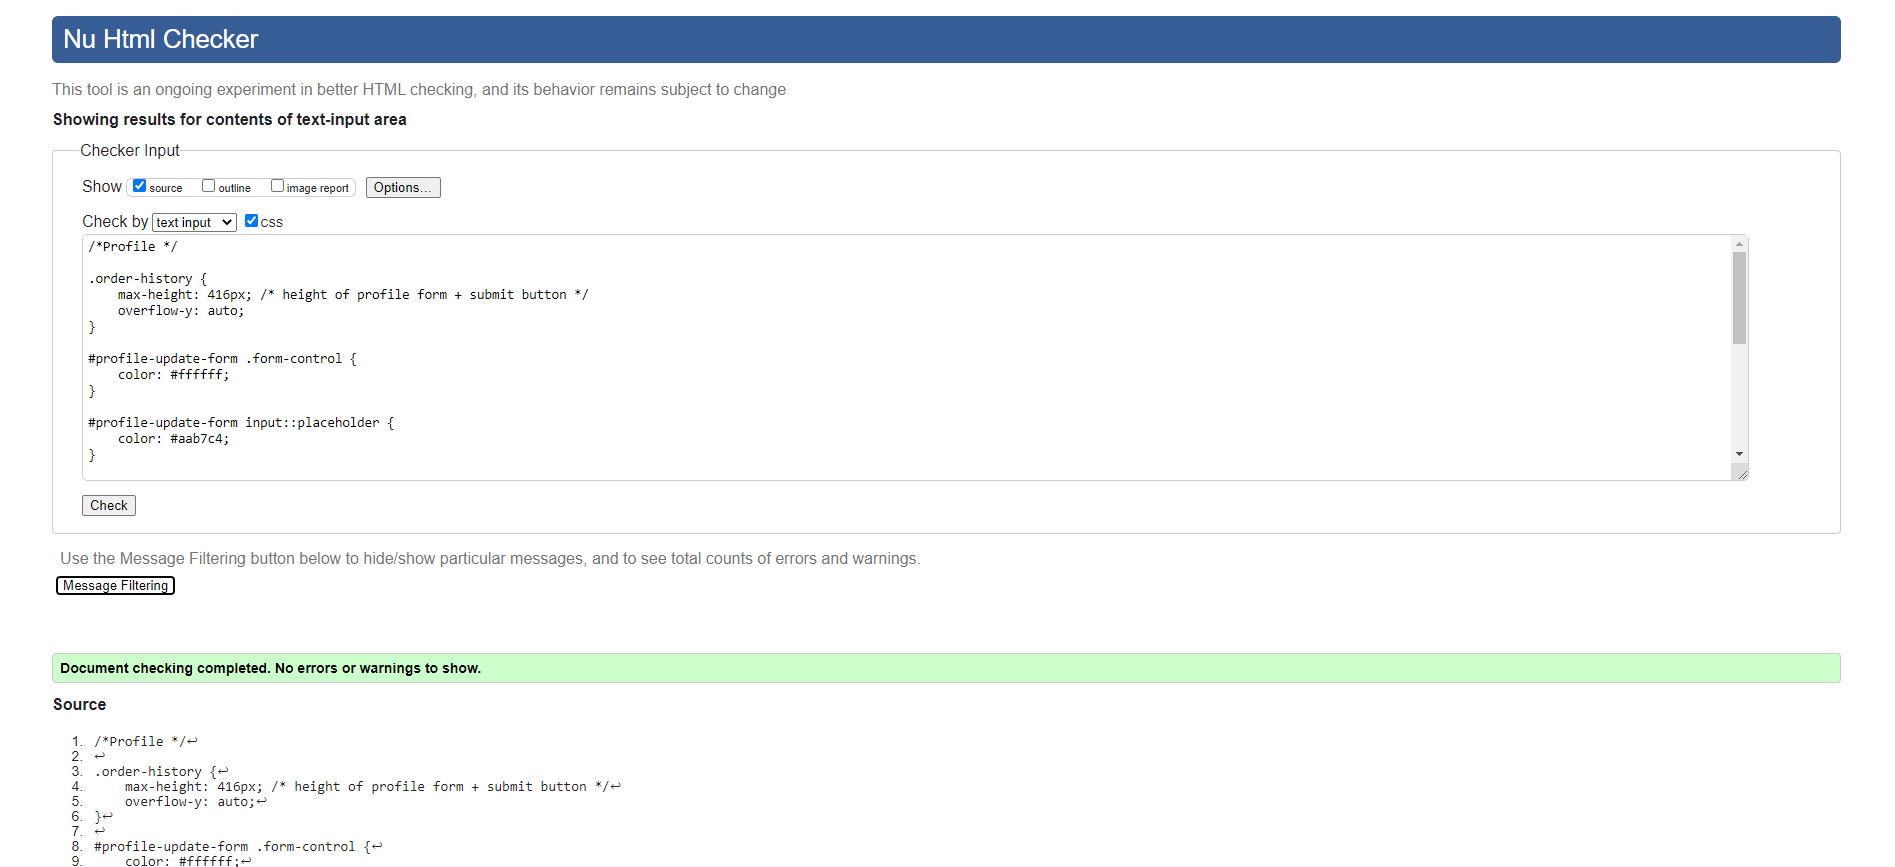 Nu Html Checker
This tool is an ongoing experiment in better HTML checking, and its behavior remains subject to change
Showing results for contents of text-input area
Checker Input
Show source outline image report Options...
Check by text input css
/*Profile */
.order-history {
    max-height: 416px; /* height of profile form + submit button */
    overflow-y: auto;
}
#profile-update-form .form-control {
    color: #ffffff;
}
#profile-update-form input::placeholder {
    color: #aab7c4;
}
Check
Use the Message Filtering button below to hide/show particular messages, and to see total counts of errors and warnings.
Message Filtering
Document checking completed. No errors or warnings to show.
Source
1. /*Profile */↩
2. ↩
3. .order-history {↩
4.     max-height: 416px; /* height of profile form + submit button */↩
5.     overflow-y: auto;↩
6. }↩
7. ↩
8. #profile-update-form .form-control {↩
9.     color: #ffffff;↩